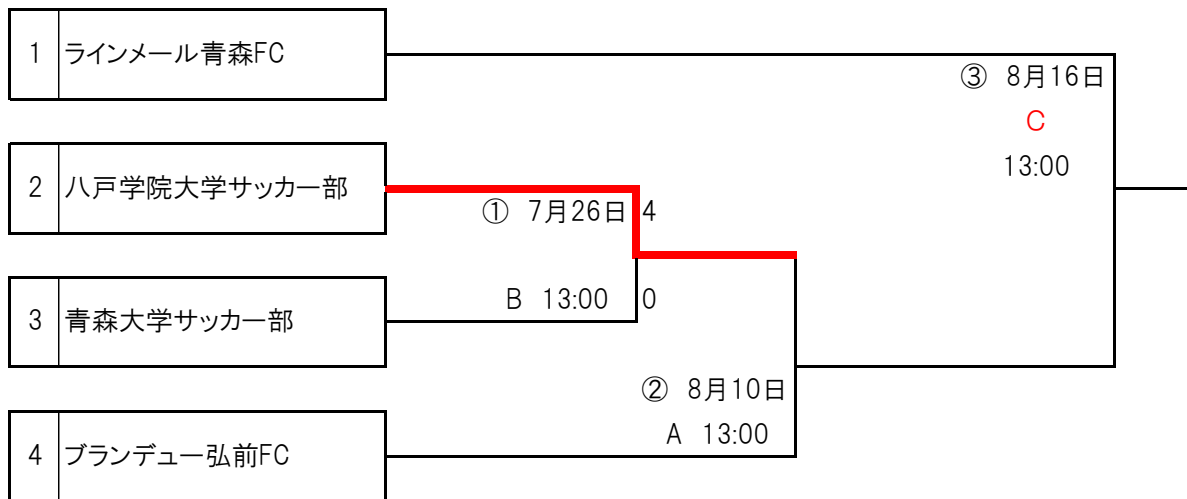 1 ラインメール青森FC
③ 8月16日
C
13:00
2 八戸学院大学サッカー部
① 7月26日 4
B 13:00 0
3 青森大学サッカー部
② 8月10日
A 13:00
4 ブランデュー弘前FC